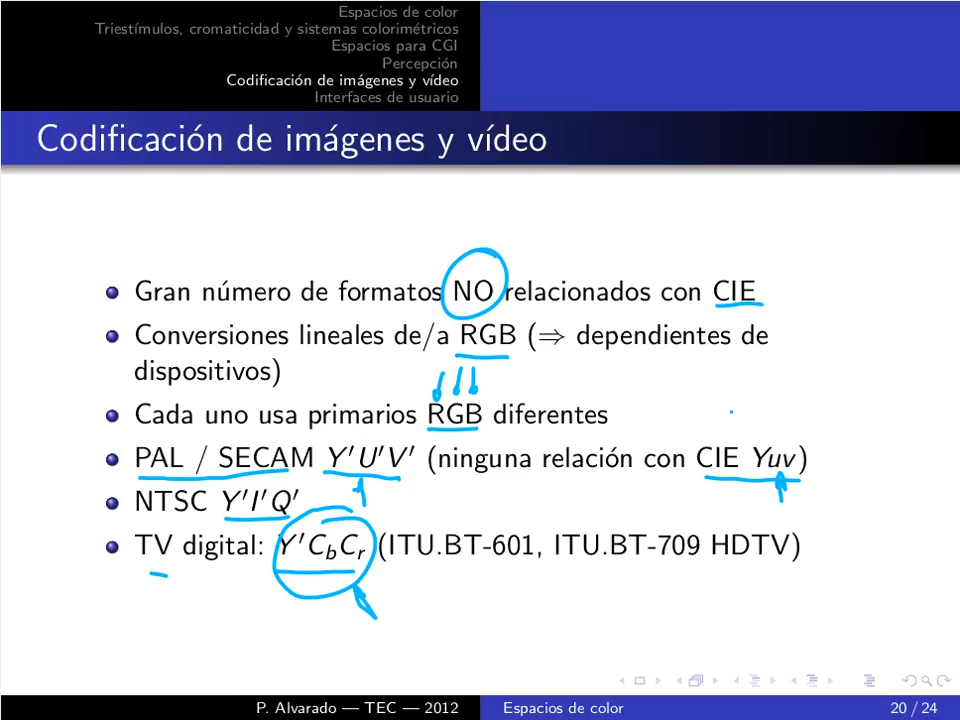 Espacios de color
Triestímulos, cromaticidad y sistemas colorimétricos
Espacios para CGI
Percepción
Codificación de imágenes y vídeo
Interfaces de usuario
Codificación de imágenes y vídeo
Gran número de formatos NO relacionados con CIE
Conversiones lineales de/a RGB (⇒ dependientes de
dispositivos)
Cada uno usa primarios RGB diferentes
PAL / SECAM Y′U′V′ (ninguna relación con CIE Yuv)
NTSC Y′I′Q′
TV digital: Y′CbCr (ITU.BT-601, ITU.BT-709 HDTV)
P. Alvarado — TEC — 2012 Espacios de color 20 / 24